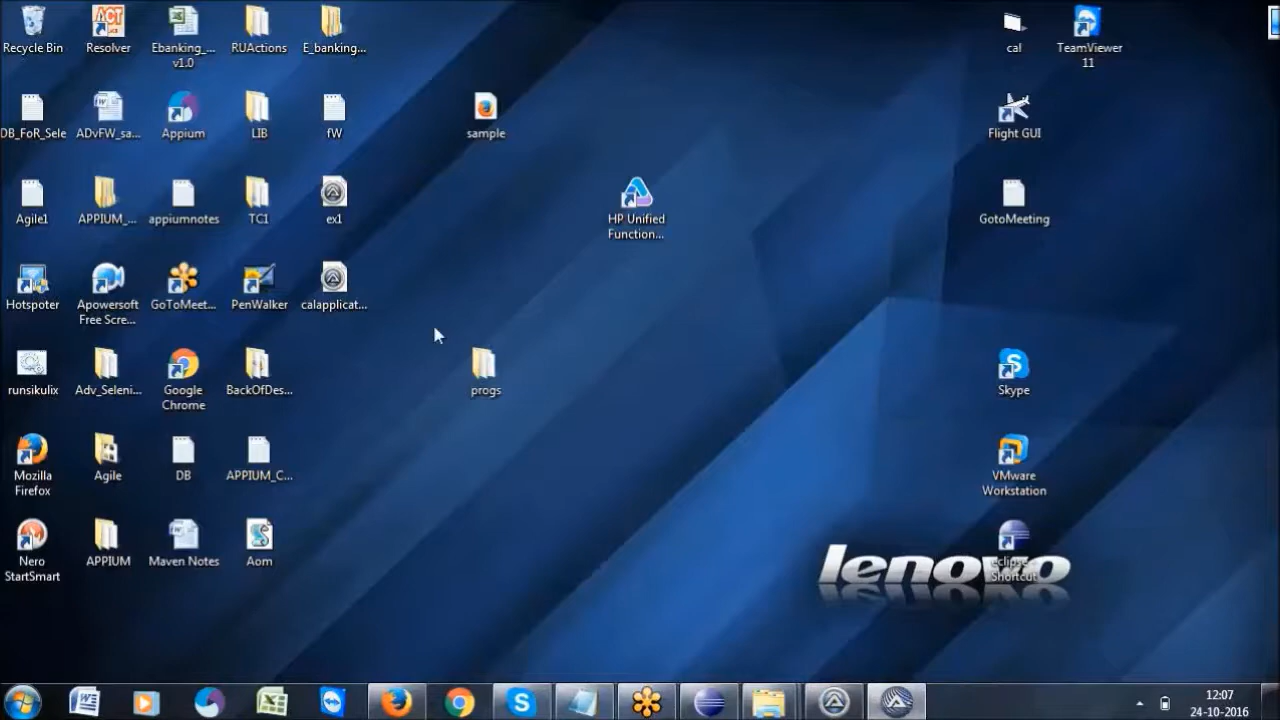 Recycle Bin
Resolver
Ebanking_...
v1.0
RUActions
E_banking...
cal
TeamViewer
11
DB_FoR_Sele
ADvFW_sa...
Appium
LIB
fW
sample
Flight GUI
Agile1
APPIUM_...
appiumnotes
TC1
ex1
HP Unified
Function...
GotoMeeting
Hotspoter
Apowersoft
Free Scre...
GoToMeet...
PenWalker
calapplicat...
runsikulix
Adv_Seleni...
Google
Chrome
BackOfDes...
progs
Skype
Mozilla
Firefox
Agile
DB
APPIUM_C...
VMware
Workstation
Nero
StartSmart
APPIUM
Maven Notes
Aom
eclipse -
Shortcut
lenovo
12:07
24-10-2016